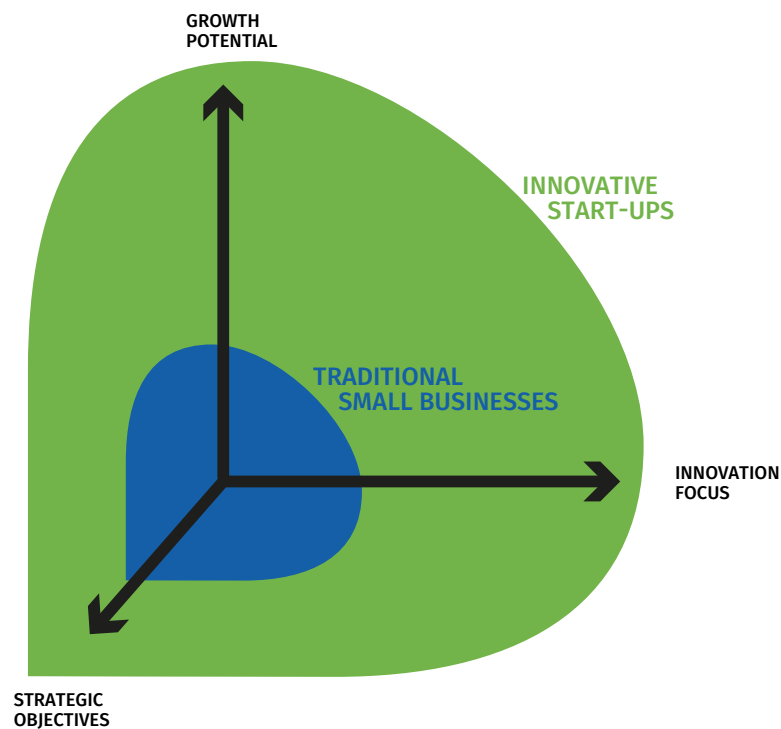 GROWTH
POTENTIAL
INNOVATIVE
START-UPS
TRADITIONAL
SMALL BUSINESSES
INNOVATION
FOCUS
STRATEGIC
OBJECTIVES